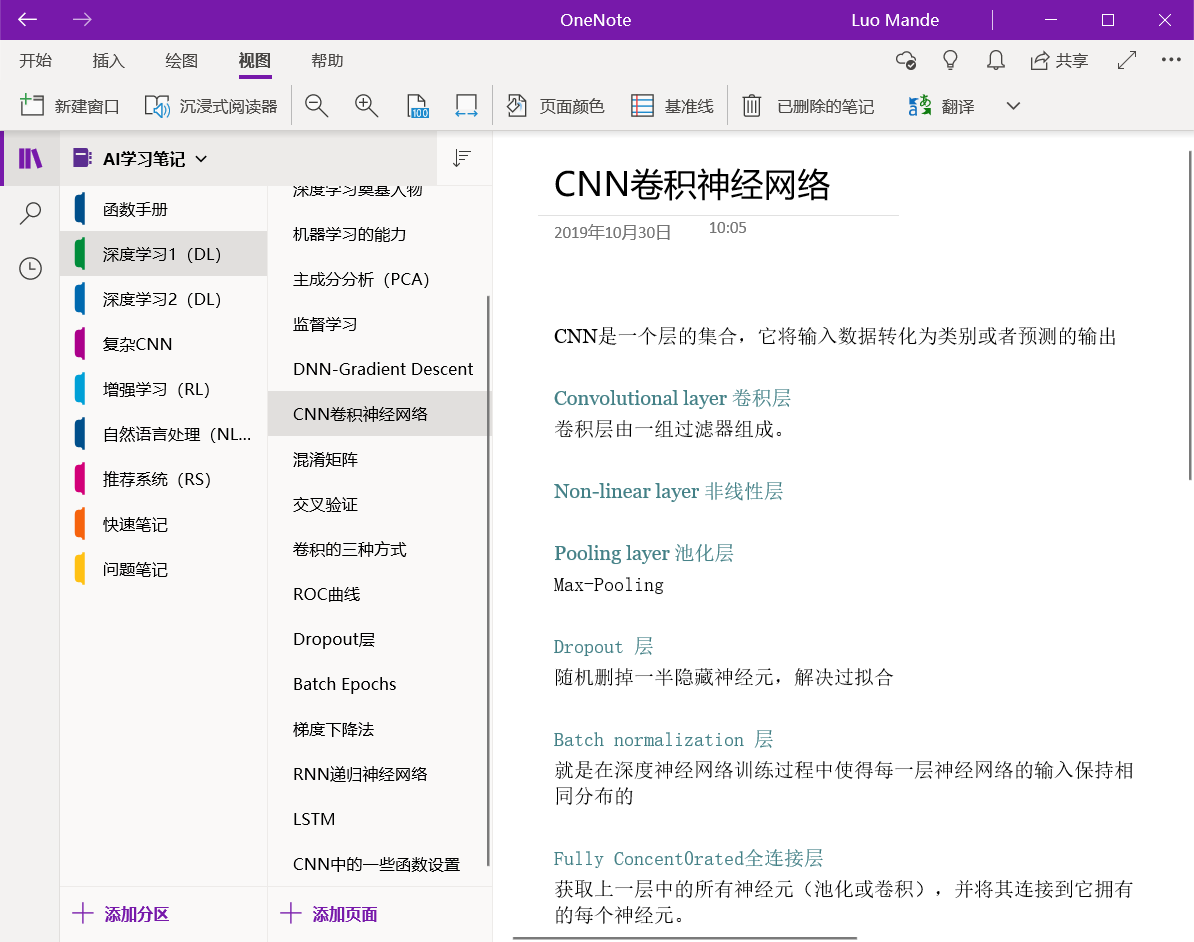 OneNote
Luo Mande
开始
插入
绘图
视图
帮助
共享
新建窗口
沉浸式阅读器
100
页面颜色
基准线
已删除的笔记
翻译
AI学习笔记
函数手册
深度学习1（DL）
深度学习2（DL）
复杂CNN
增强学习（RL）
自然语言处理（NL...
推荐系统（RS）
快速笔记
问题笔记
添加分区
深度学习奠基人物
机器学习的能力
主成分分析（PCA）
监督学习
DNN-Gradient Descent
CNN卷积神经网络
混淆矩阵
交叉验证
卷积的三种方式
ROC曲线
Dropout层
Batch Epochs
梯度下降法
RNN递归神经网络
LSTM
CNN中的一些函数设置
添加页面
CNN卷积神经网络
2019年10月30日 10:05
CNN是一个层的集合，它将输入数据转化为类别或者预测的输出
Convolutional layer 卷积层
卷积层由一组过滤器组成。
Non-linear layer 非线性层
Pooling layer 池化层
Max-Pooling
Dropout 层
随机删掉一半隐藏神经元，解决过拟合
Batch normalization 层
就是在深度神经网络训练过程中使得每一层神经网络的输入保持相
同分布的
Fully Concent0rated全连接层
获取上一层中的所有神经元（池化或卷积），并将其连接到它拥有
的每个神经元。